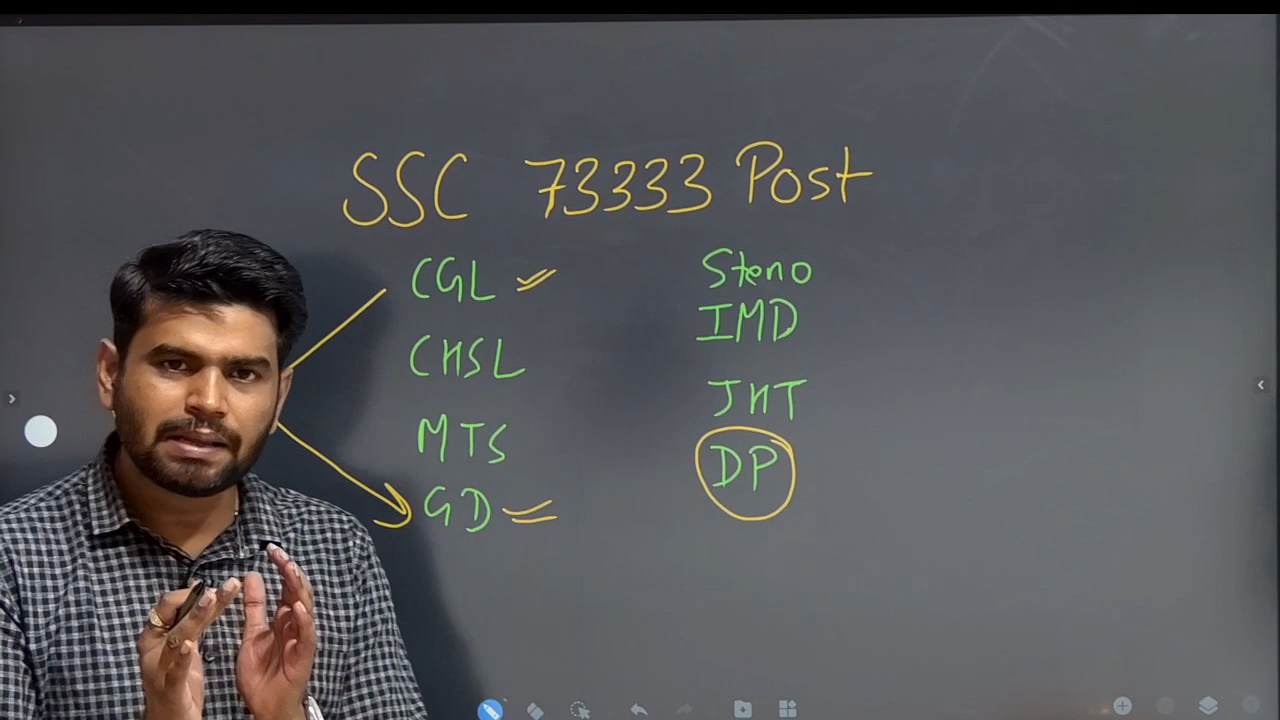 SSC 73333 Post
CGL
CHSL
MTS
GD
Steno
IMD
JHT
DP